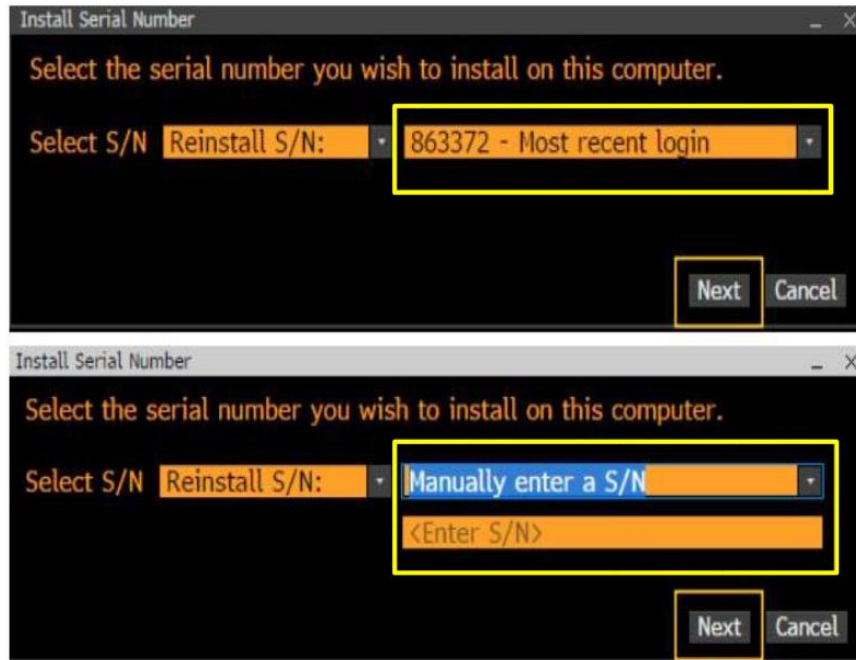 Install Serial Number
Select the serial number you wish to install on this computer.
Select S/N Reinstall S/N: 863372 - Most recent login
Next Cancel
Install Serial Number
Select the serial number you wish to install on this computer.
Select S/N Reinstall S/N: Manually enter a S/N
<Enter S/N>
Next Cancel